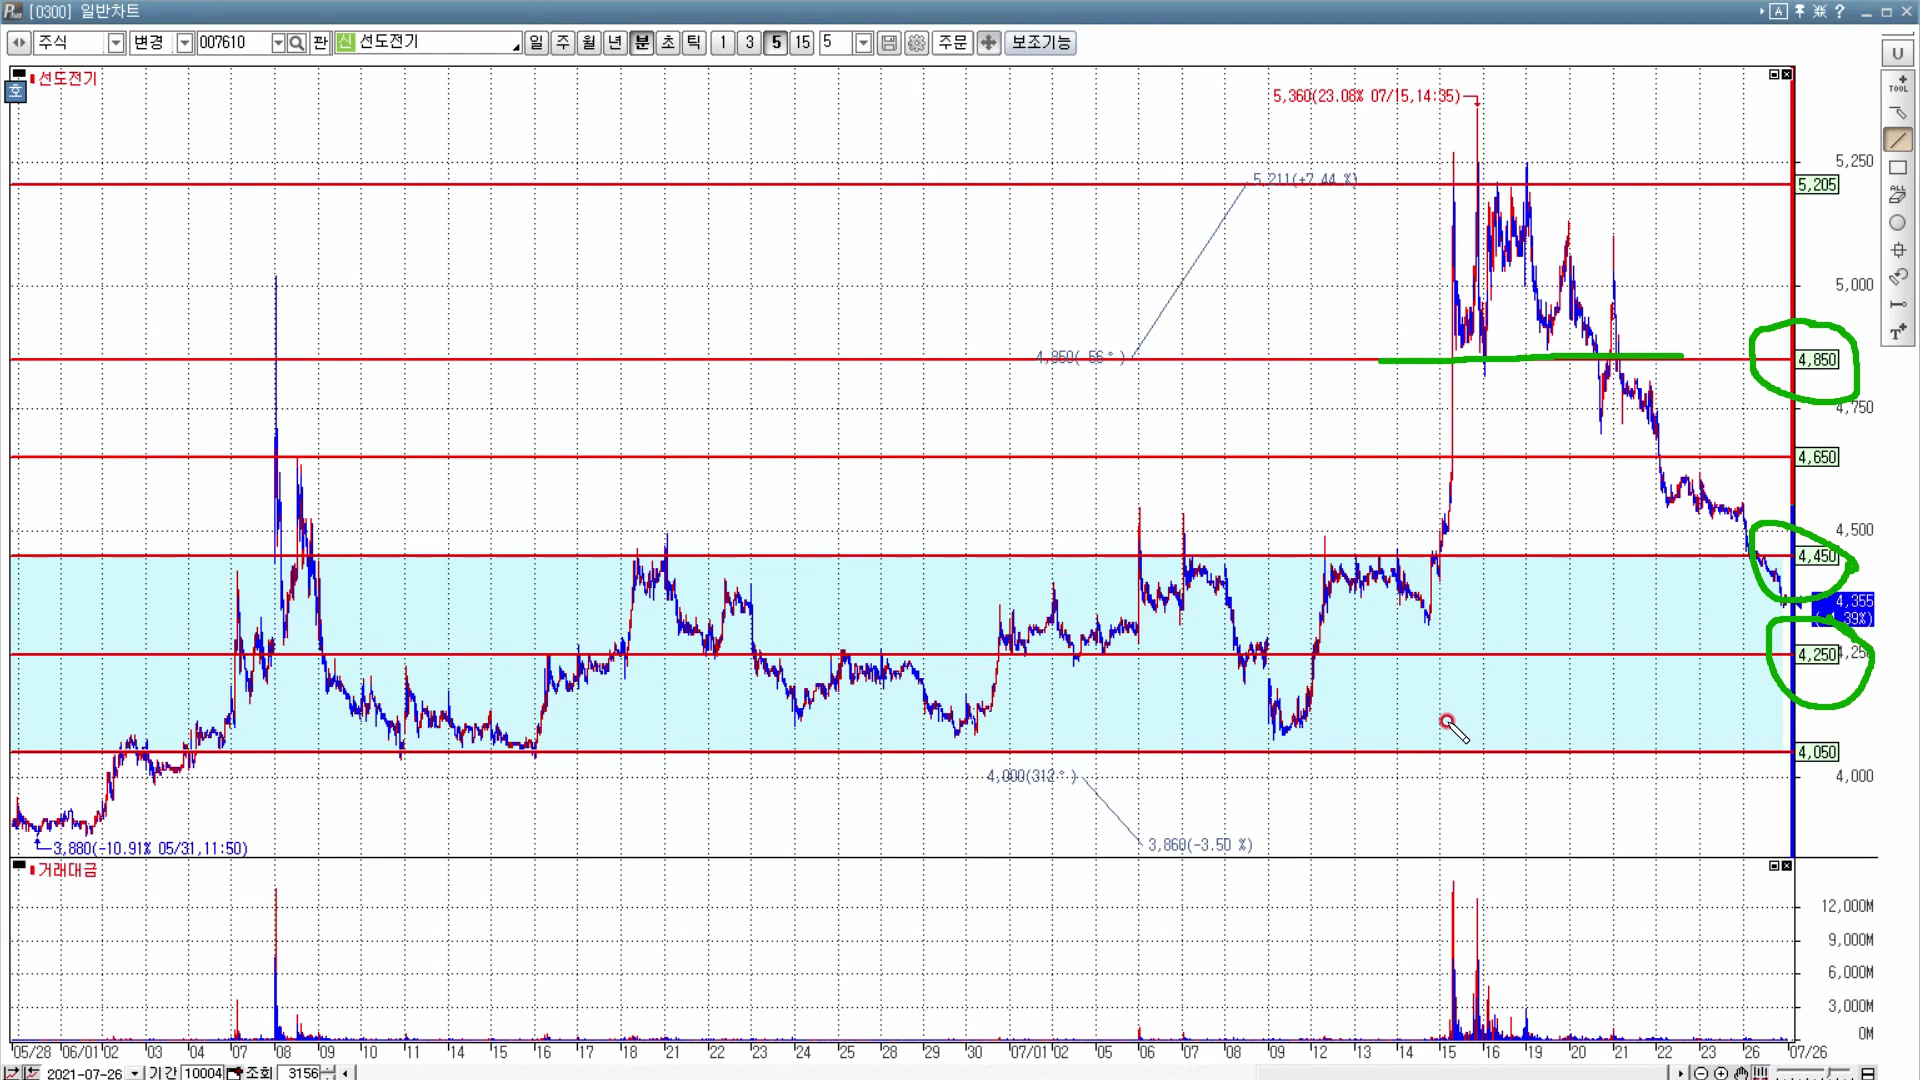 [0300] 일반차트
A ?
주식 변경 007610 관 신 선도전기 일 주 월 년 분 초 틱 1 3 5 15 5 주문 보조기능
U
TOOL
ALL
T
호
선도전기
5,360(23.08% 07/15,14:35)
5,250
5,211(+7.44 %)
5,205
5,000
4,850( 56°)
4,850
4,750
4,650
4,500
4,450
4,355
39%)
4,250
4,050
4,000(312°)
4,000
3,880(-10.91% 05/31,11:50)
3,860(-3.50 %)
거래대금
12,000M
9,000M
6,000M
3,000M
0M
05/28 06/01 02 03 04 07 08 09 10 11 14 15 16 17 18 21 22 23 24 25 28 29 30 07/01 02 05 06 07 08 09 12 13 14 15 16 19 20 21 22 23 26 07/26
2021-07-26 기간 10004 조회 3156